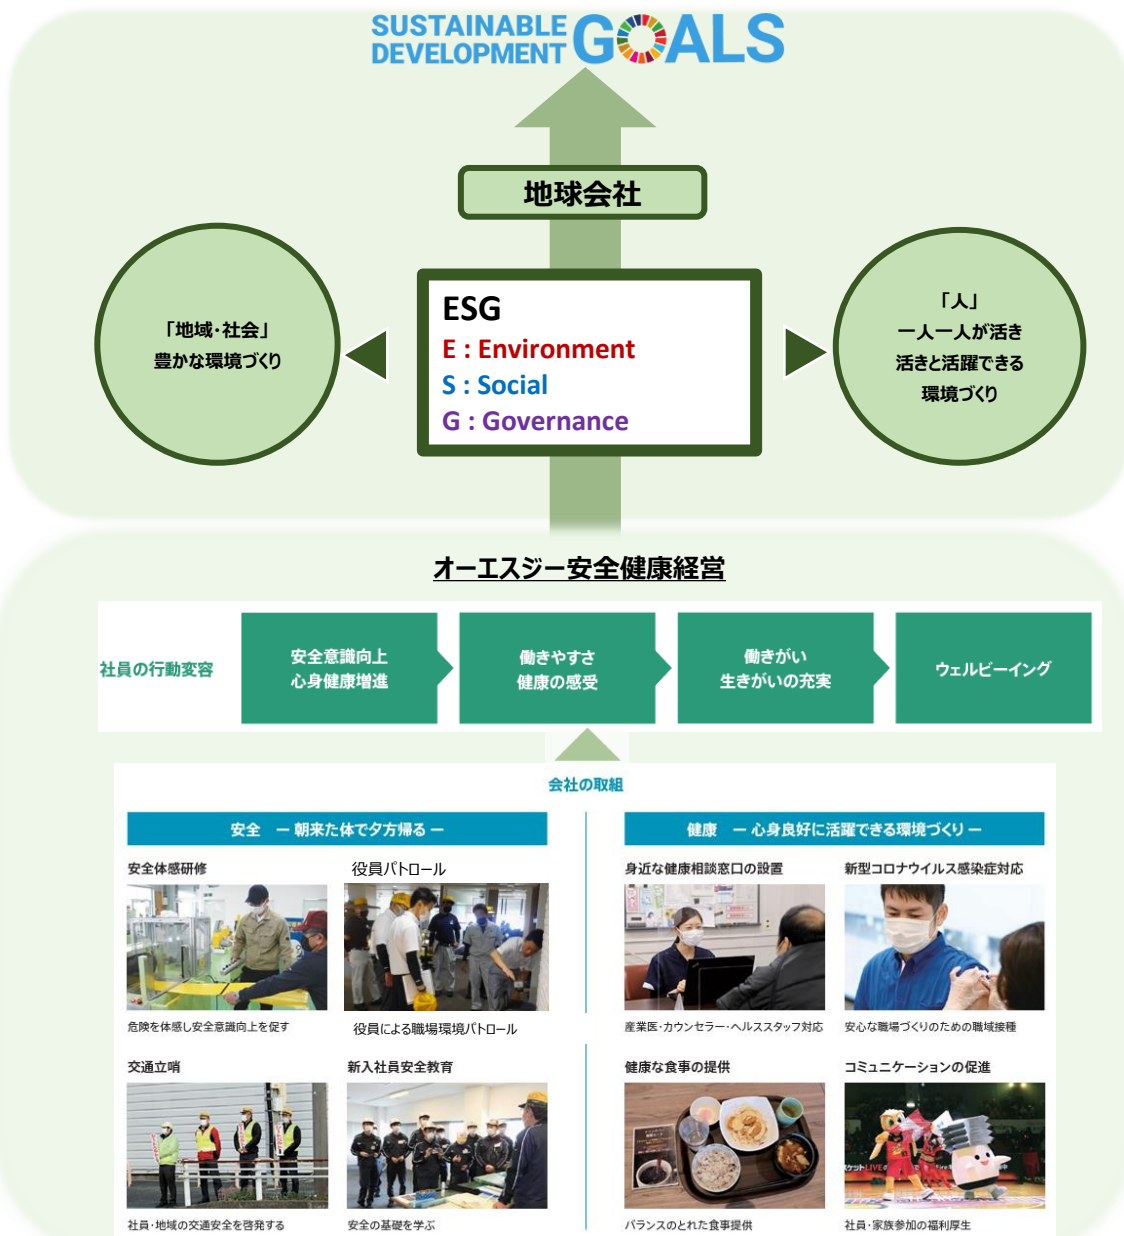 SUSTAINABLE
DEVELOPMENT
GOALS
地球会社
「地域・社会」
豊かな環境づくり
ESG
E : Environment
S : Social
G : Governance
「人」
一人一人が活き
活きと活躍できる
環境づくり
オーエスジー安全健康経営
社員の行動変容
安全意識向上
心身健康増進
働きやすさ
健康の感受
働きがい
生きがいの充実
ウェルビーイング
会社の取組
安全 ー 朝来た体で夕方帰る ー
健康 ー 心身良好に活躍できる環境づくり ー
安全体感研修
役員パトロール
身近な健康相談窓口の設置
新型コロナウイルス感染症対応
危険を体感し安全意識向上を促す
役員による職場環境パトロール
産業医・カウンセラー・ヘルススタッフ対応
安心な職場づくりのための職域接種
交通立哨
新入社員安全教育
健康な食事の提供
コミュニケーションの促進
社員・地域の交通安全を啓発する
安全の基礎を学ぶ
バランスのとれた食事提供
社員・家族参加の福利厚生